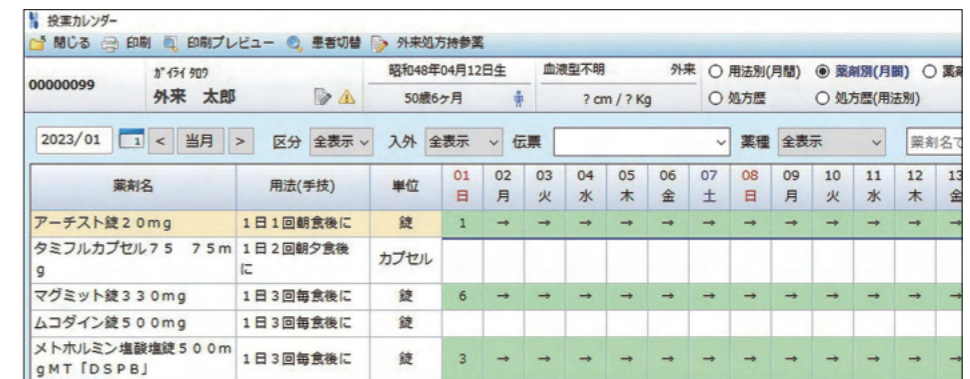 投薬カレンダー
閉じる 印刷 印刷プレビュー 患者切替 外来処方持参薬
00000099 ｶﾞｲﾗｲ ﾀﾛｳ 昭和48年04月12日生 血液型不明 外来 用法別(月間) 薬剤別(月間) 薬剤
外来 太郎 50歳6ヶ月 ? cm / ? Kg 処方歴 処方歴(用法別)
2023/01 1 < 当月 > 区分 全表示 入外 全表示 伝票 薬種 全表示 薬剤名で
薬剤名 用法(手技) 単位 01 02 03 04 05 06 07 08 09 10 11 12 13
日 月 火 水 木 金 土 日 月 火 水 木 金
アーチスト錠２０ｍｇ １日１回朝食後に 錠 1 → → → → → → → → → → → →
タミフルカプセル７５ ７５ｍ １日２回朝夕食後 カプセル
ｇ に
マグミット錠３３０ｍｇ １日３回毎食後に 錠 6 → → → → → → → → → → → →
ムコダイン錠５００ｍｇ １日３回毎食後に 錠
メトホルミン塩酸塩錠５００ｍ １日３回毎食後に 錠 3 → → → → → → → → → → → →
ｇＭＴ「ＤＳＰＢ」